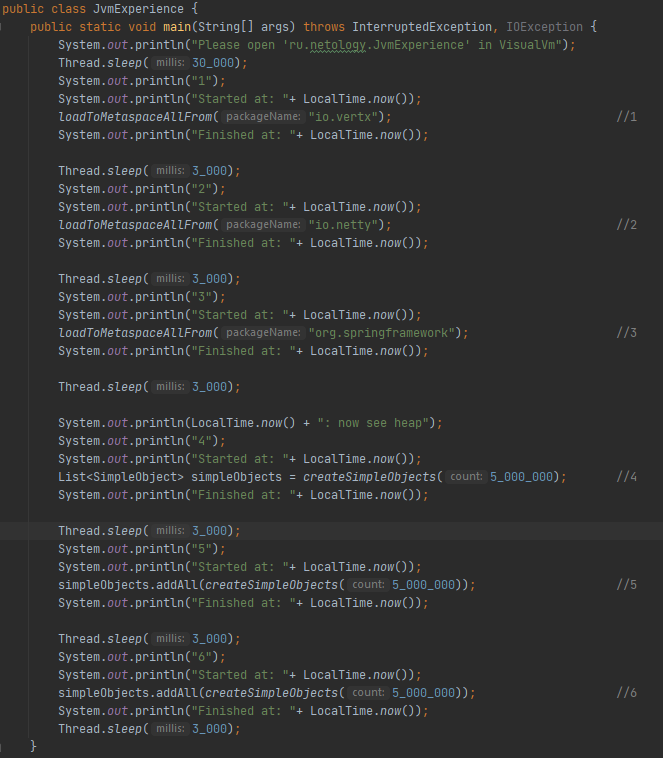 public class JvmExperience {
public static void main(String[] args) throws InterruptedException, IOException {
System.out.println("Please open 'ru.netology.JvmExperience' in VisualVm");
Thread.sleep( millis: 30_000);
System.out.println("1");
System.out.println("Started at: "+ LocalTime.now());
loadToMetaspaceAllFrom( packageName: "io.vertx"); //1
System.out.println("Finished at: "+ LocalTime.now());
Thread.sleep( millis: 3_000);
System.out.println("2");
System.out.println("Started at: "+ LocalTime.now());
loadToMetaspaceAllFrom( packageName: "io.netty"); //2
System.out.println("Finished at: "+ LocalTime.now());
Thread.sleep( millis: 3_000);
System.out.println("3");
System.out.println("Started at: "+ LocalTime.now());
loadToMetaspaceAllFrom( packageName: "org.springframework"); //3
System.out.println("Finished at: "+ LocalTime.now());
Thread.sleep( millis: 3_000);
System.out.println(LocalTime.now() + ": now see heap");
System.out.println("4");
System.out.println("Started at: "+ LocalTime.now());
List<SimpleObject> simpleObjects = createSimpleObjects( count: 5_000_000); //4
System.out.println("Finished at: "+ LocalTime.now());
Thread.sleep( millis: 3_000);
System.out.println("5");
System.out.println("Started at: "+ LocalTime.now());
simpleObjects.addAll(createSimpleObjects( count: 5_000_000)); //5
System.out.println("Finished at: "+ LocalTime.now());
Thread.sleep( millis: 3_000);
System.out.println("6");
System.out.println("Started at: "+ LocalTime.now());
simpleObjects.addAll(createSimpleObjects( count: 5_000_000)); //6
System.out.println("Finished at: "+ LocalTime.now());
Thread.sleep( millis: 3_000);
}